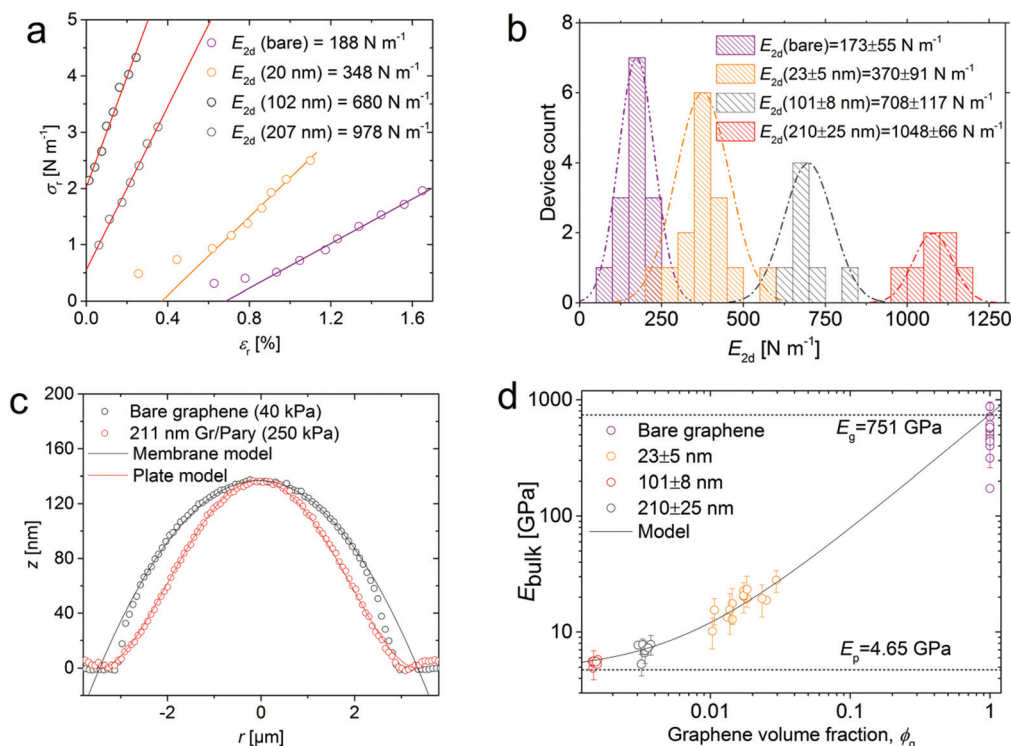 a
5
4
3
2
1
0
0.0 0.4 0.8 1.2 1.6
σr [N m⁻¹]
εr [%]
E2d (bare) = 188 N m⁻¹
E2d (20 nm) = 348 N m⁻¹
E2d (102 nm) = 680 N m⁻¹
E2d (207 nm) = 978 N m⁻¹
b
8
6
4
2
0
0 250 500 750 1000 1250
Device count
E2d [N m⁻¹]
E2d(bare)=173±55 N m⁻¹
E2d(23±5 nm)=370±91 N m⁻¹
E2d(101±8 nm)=708±117 N m⁻¹
E2d(210±25 nm)=1048±66 N m⁻¹
c
200
160
120
80
40
0
-2 0 2
z [nm]
r [µm]
Bare graphene (40 kPa)
211 nm Gr/Pary (250 kPa)
Membrane model
Plate model
d
1000
100
10
0.01 0.1 1
Ebulk [GPa]
Graphene volume fraction, ϕg
Bare graphene
23±5 nm
101±8 nm
210±25 nm
Model
Eg=751 GPa
Ep=4.65 GPa